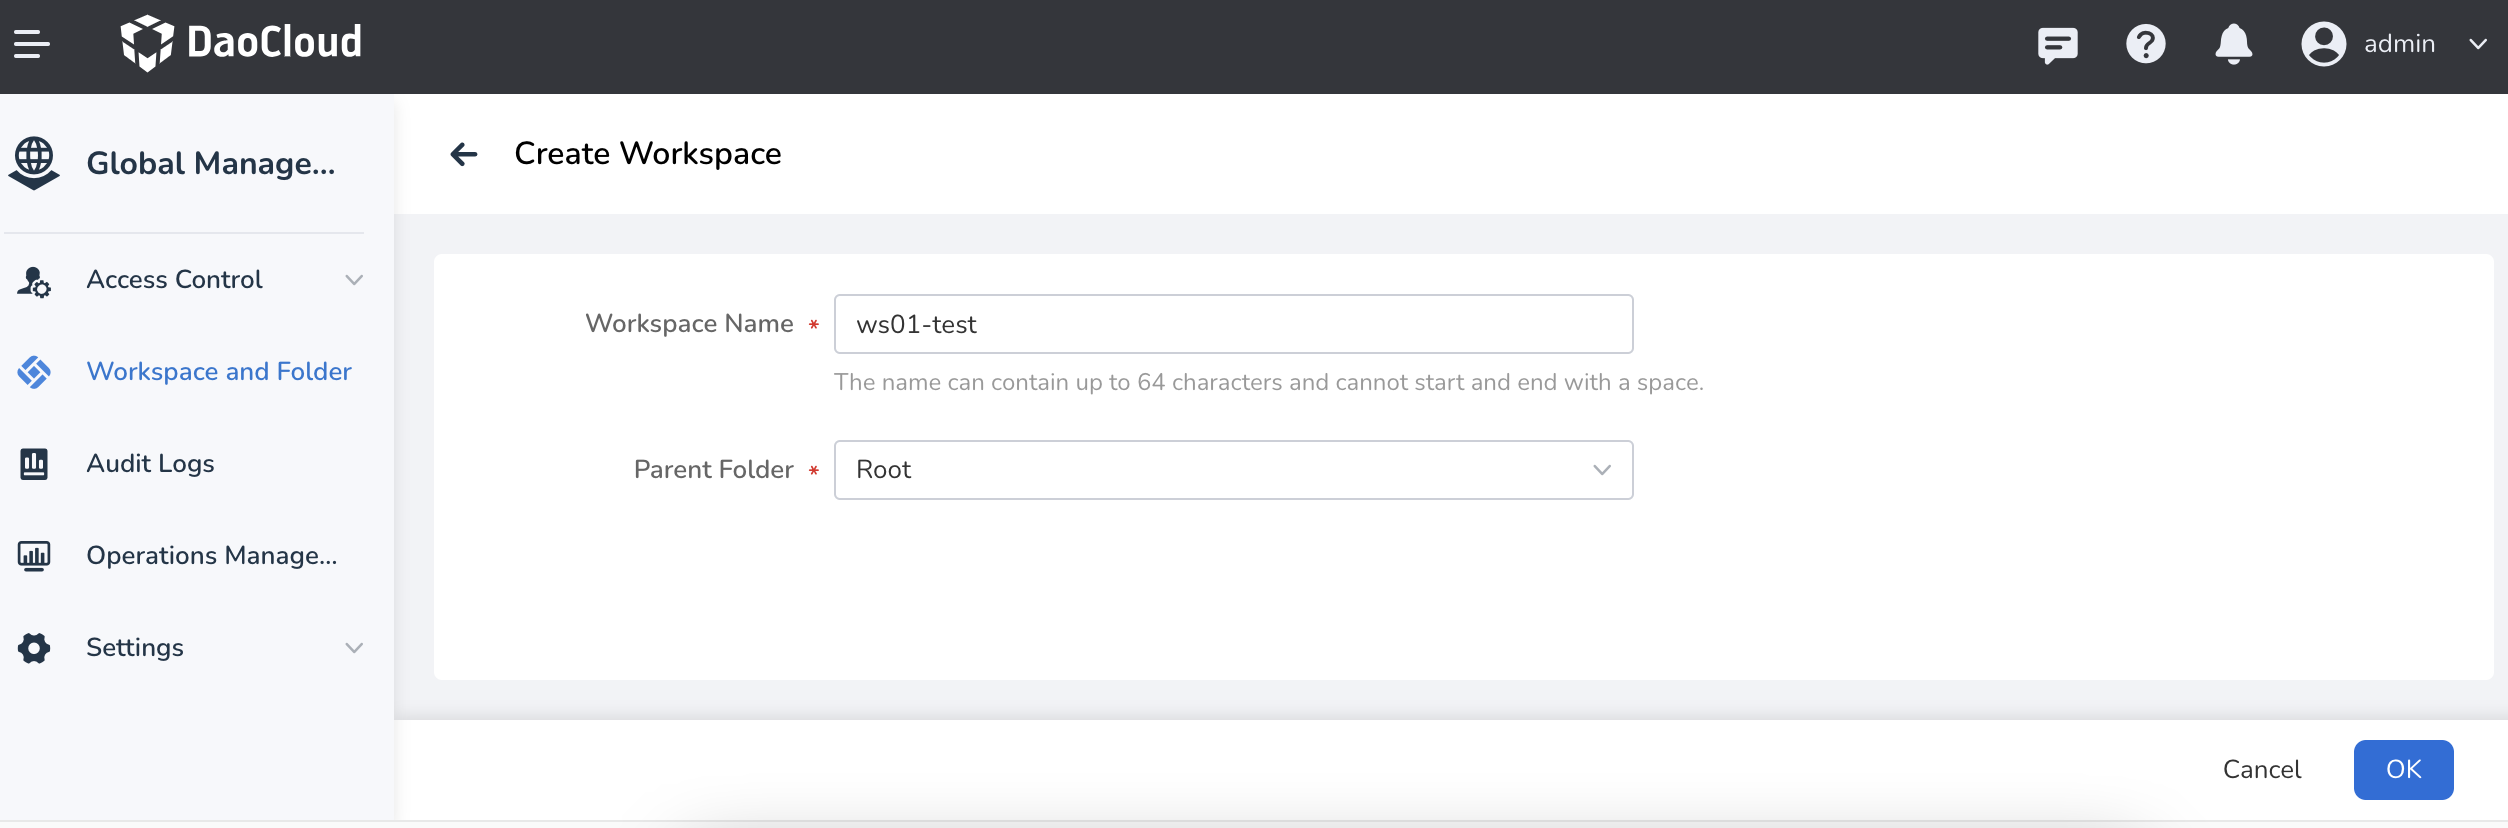 DaoCloud
admin
Global Manage...
Access Control
Workspace and Folder
Audit Logs
Operations Manage...
Settings
Create Workspace
Workspace Name *
ws01-test
The name can contain up to 64 characters and cannot start and end with a space.
Parent Folder *
Root
Cancel
OK